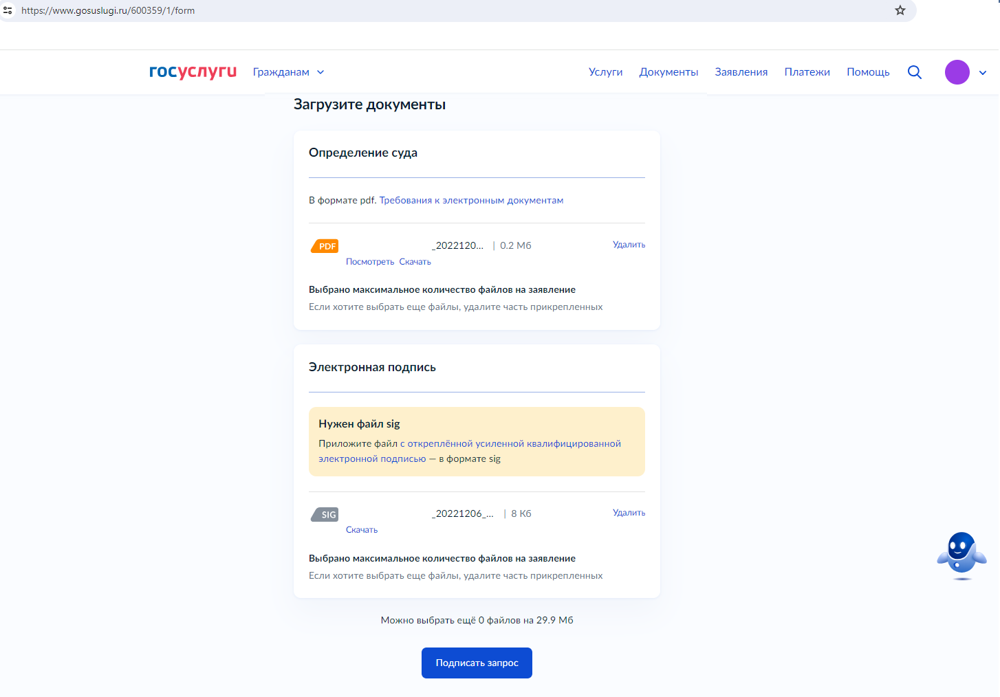 https://www.gosuslugi.ru/600359/1/form
госуслуги Гражданам Услуги Документы Заявления Платежи Помощь
Загрузите документы
Определение суда
В формате pdf. Требования к электронным документам
PDF _2022120... | 0.2 Мб Удалить
Посмотреть Скачать
Выбрано максимальное количество файлов на заявление
Если хотите выбрать еще файлы, удалите часть прикрепленных
Электронная подпись
Нужен файл sig
Приложите файл с откреплённой усиленной квалифицированной
электронной подписью — в формате sig
SIG _20221206_... | 8 Кб Удалить
Скачать
Выбрано максимальное количество файлов на заявление
Если хотите выбрать еще файлы, удалите часть прикрепленных
Можно выбрать ещё 0 файлов на 29.9 Мб
Подписать запрос